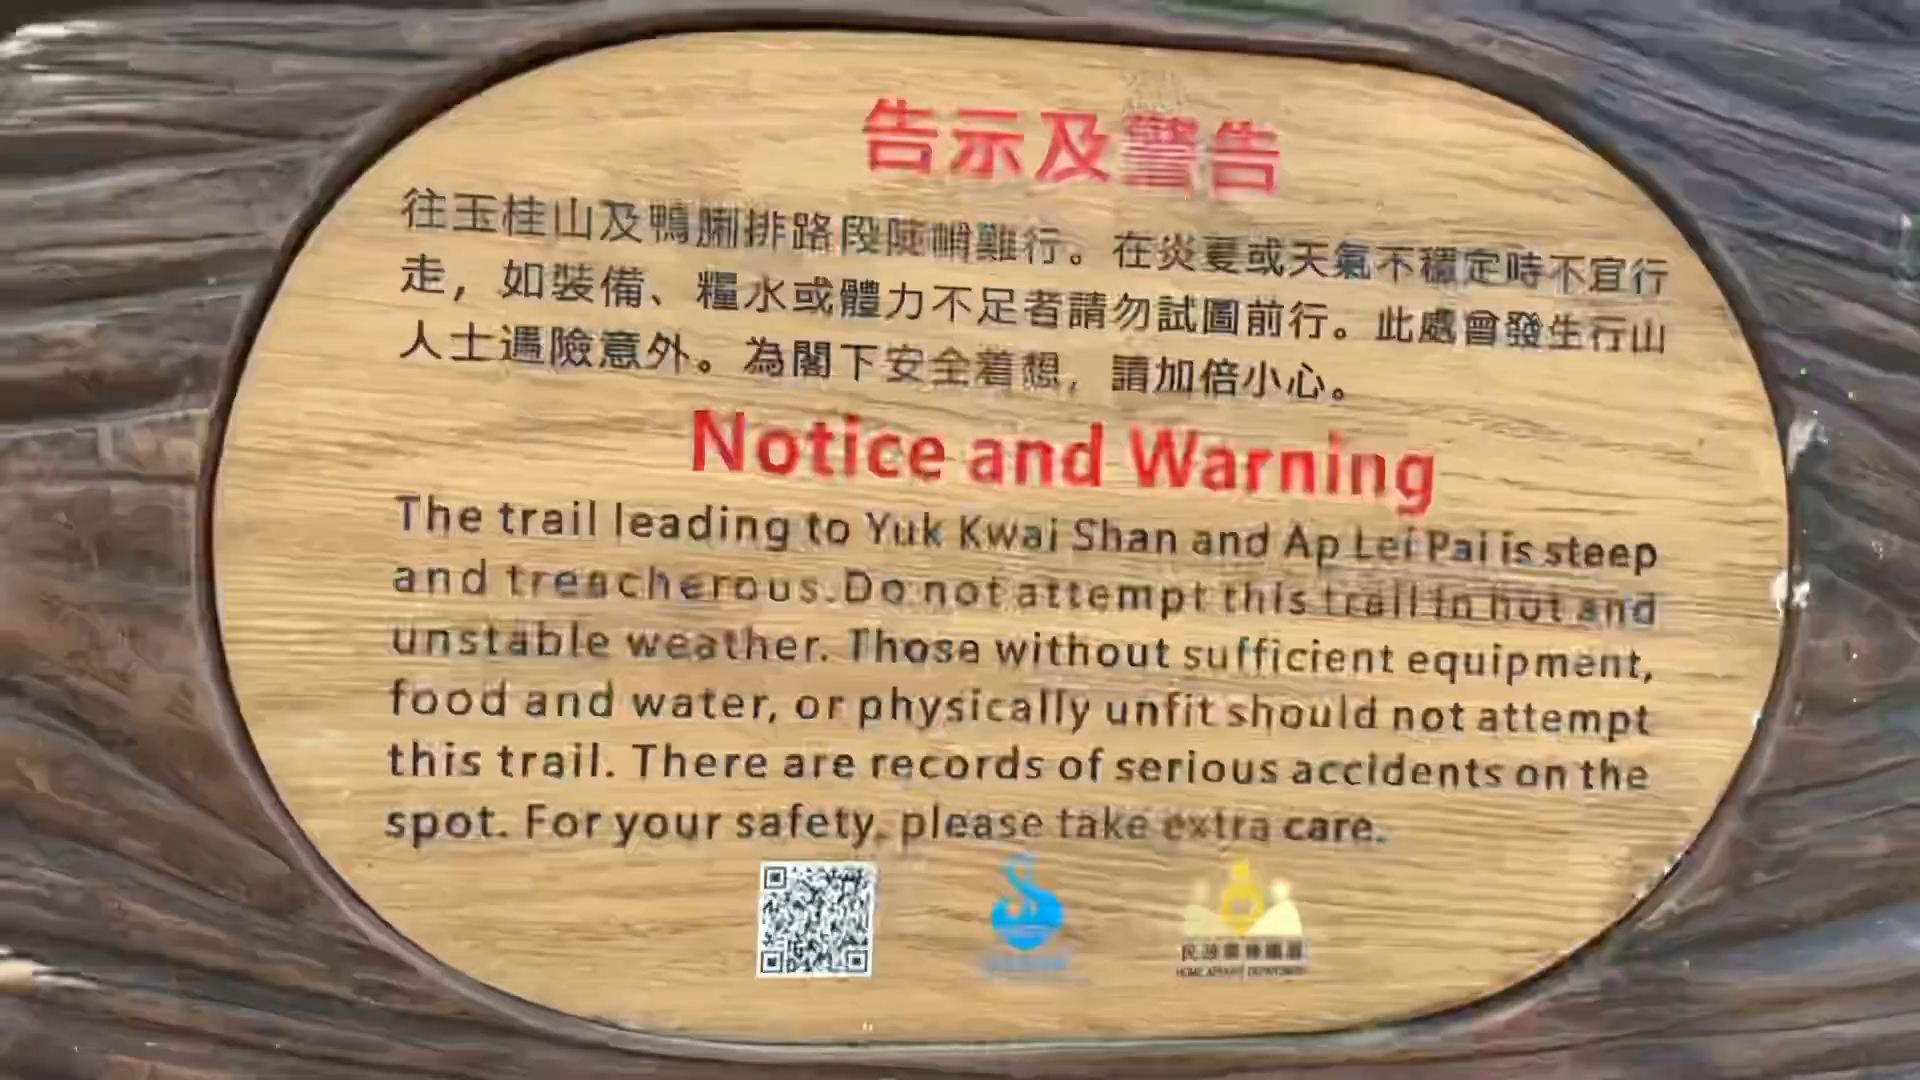 告示及警告
往玉桂山及鴨脷排路段陡峭難行。在炎夏或天氣不穩定時不宜行
走，如裝備、糧水或體力不足者請勿試圖前行。此處曾發生行山
人士遇險意外。為閣下安全着想，請加倍小心。
Notice and Warning
The trail leading to Yuk Kwai Shan and Ap Lei Pai is steep
and treacherous. Do not attempt this trail in hot and
unstable weather. Those without sufficient equipment,
food and water, or physically unfit should not attempt
this trail. There are records of serious accidents on the
spot. For your safety, please take extra care.
民政事務總署
HOME AFFAIRS DEPARTMENT